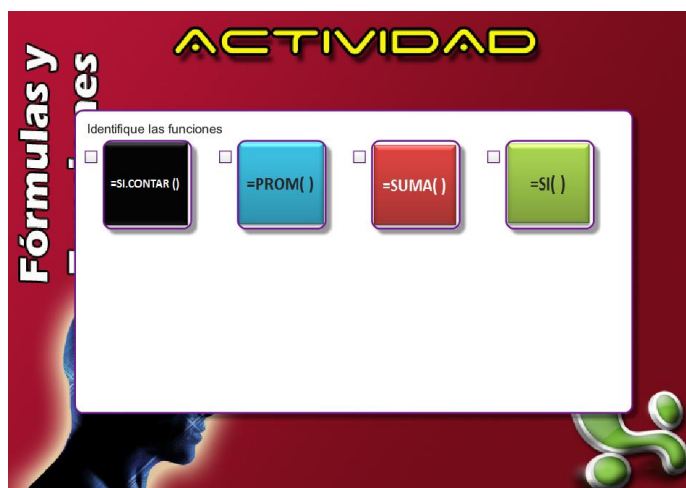 ACTIVIDAD
Fórmulas y
Identifique las funciones
=SI.CONTAR ()
=PROM( )
=SUMA( )
=SI( )